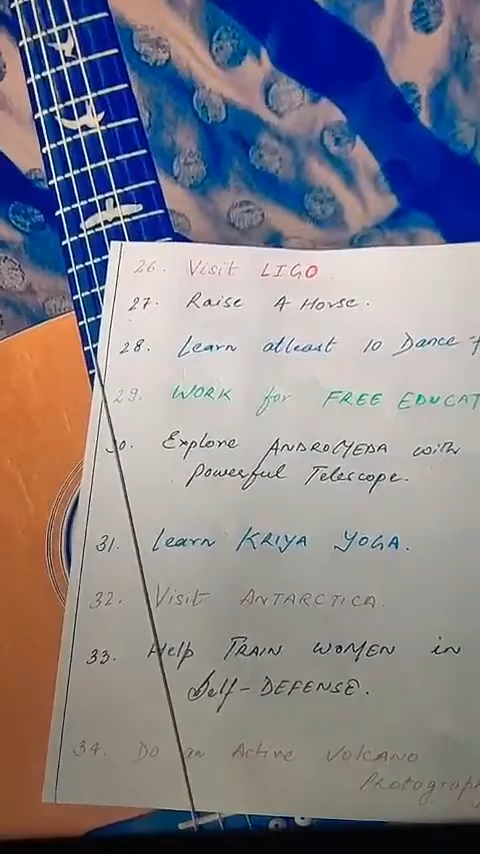 26. Visit LIGO
27. Raise A Horse.
28. Learn atleast 10 Dance
29. WORK for FREE EDUCAT
30. Explore ANDROMEDA with
Powerful Telescope.
31. Learn KRIYA YOGA.
32. Visit ANTARCTICA.
33. Help TRAIN WOMEN in
Self-DEFENSE.
34. Do an Active Volcano
Photograph